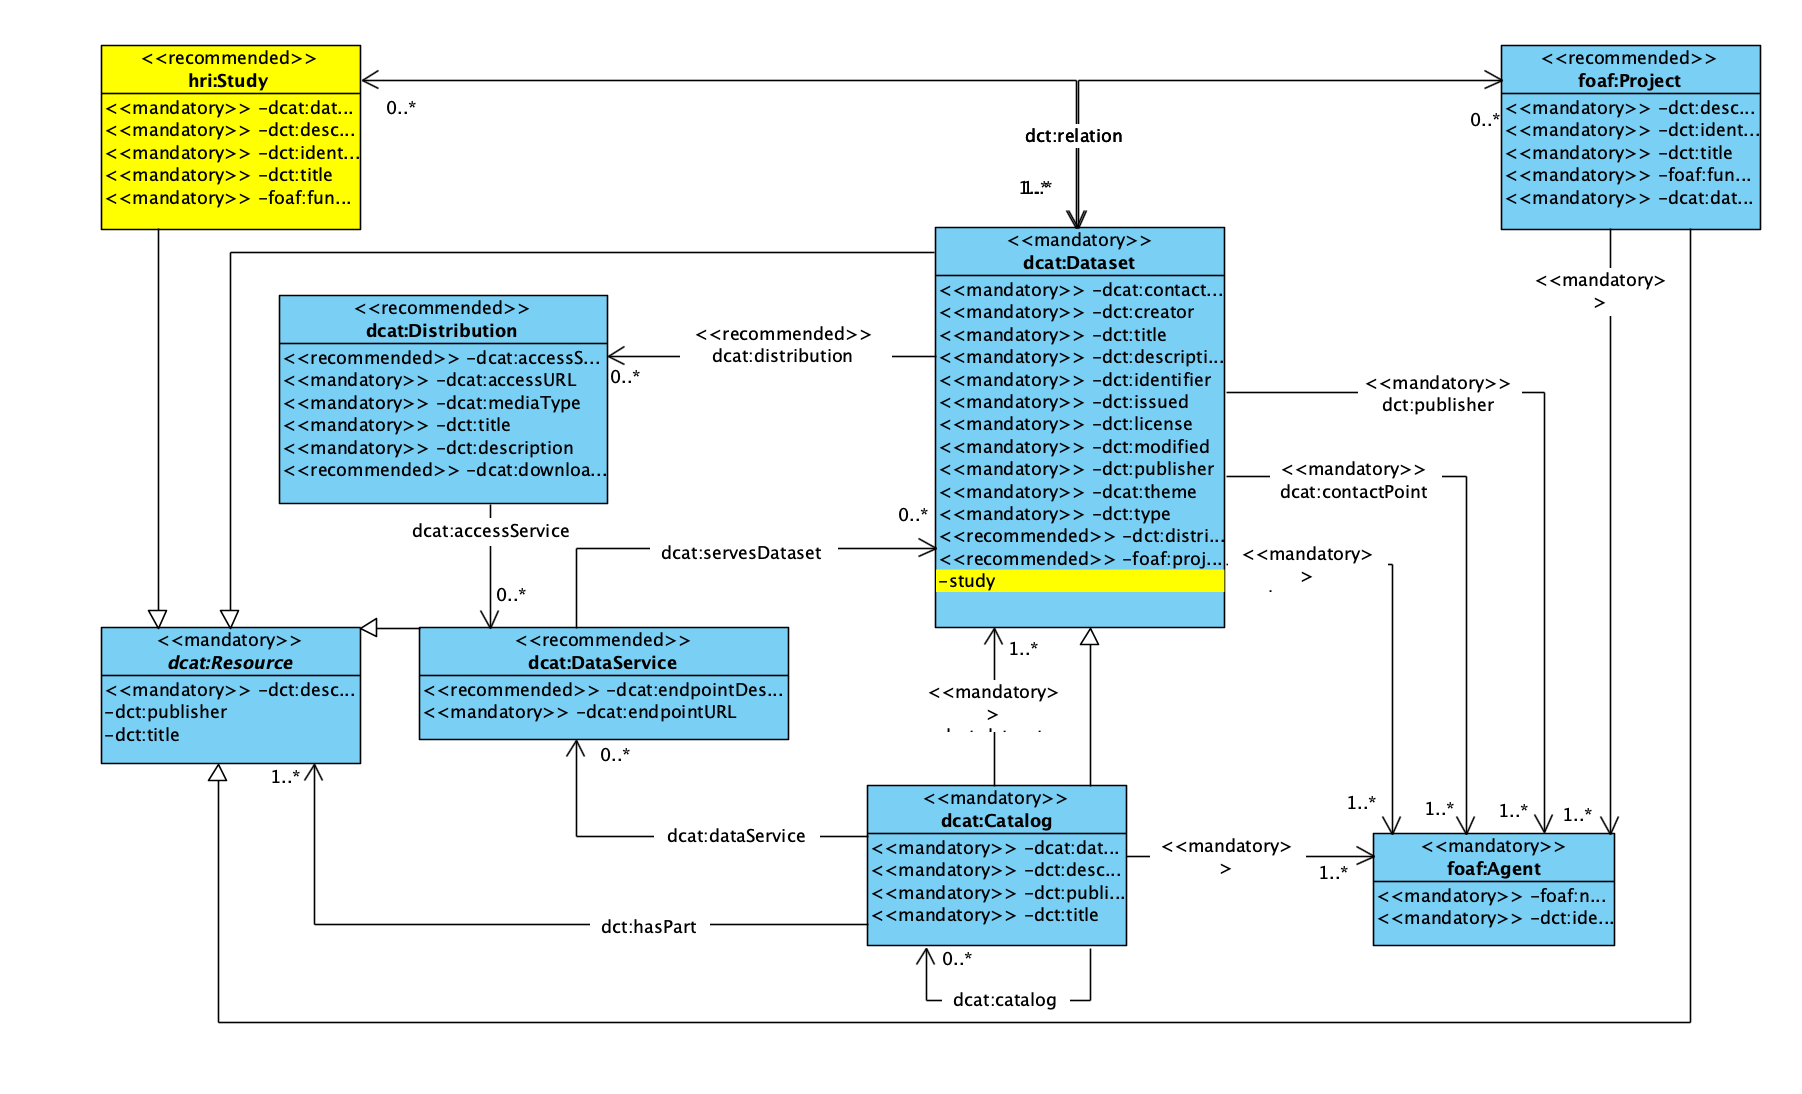 <<recommended>>
hri:Study
<<mandatory>> -dcat:dat...
<<mandatory>> -dct:desc...
<<mandatory>> -dct:ident...
<<mandatory>> -dct:title
<<mandatory>> -foaf:fun...
0..*
dct:relation
1..*
<<recommended>>
foaf:Project
<<mandatory>> -dct:desc...
<<mandatory>> -dct:ident...
<<mandatory>> -dct:title
<<mandatory>> -foaf:fun...
<<mandatory>> -dcat:dat...
0..*
<<mandatory>
>
<<mandatory>>
dcat:Dataset
<<mandatory>> -dcat:contact...
<<mandatory>> -dct:creator
<<mandatory>> -dct:title
<<mandatory>> -dct:descripti...
<<mandatory>> -dct:identifier
<<mandatory>> -dct:issued
<<mandatory>> -dct:license
<<mandatory>> -dct:modified
<<mandatory>> -dct:publisher
<<mandatory>> -dcat:theme
<<mandatory>> -dct:type
<<recommended>> -dct:distri...
<<recommended>> -foaf:proj...
-study
<<recommended>>
dcat:Distribution
<<recommended>> -dcat:accessS...
<<mandatory>> -dcat:accessURL
<<mandatory>> -dcat:mediaType
<<mandatory>> -dct:title
<<mandatory>> -dct:description
<<recommended>> -dcat:downloa...
<<recommended>>
dcat:distribution
0..*
<<mandatory>>
dct:publisher
<<mandatory>>
dcat:contactPoint
<<mandatory>
>
dcat:accessService
0..*
dcat:servesDataset
0..*
<<mandatory>>
dcat:Resource
<<mandatory>> -dct:desc...
-dct:publisher
-dct:title
1..*
<<recommended>>
dcat:DataService
<<recommended>> -dcat:endpointDes...
<<mandatory>> -dcat:endpointURL
0..*
1..*
<<mandatory>
>
dcat:dataService
dct:hasPart
<<mandatory>>
dcat:Catalog
<<mandatory>> -dcat:dat...
<<mandatory>> -dct:desc...
<<mandatory>> -dct:publi...
<<mandatory>> -dct:title
0..*
dcat:catalog
<<mandatory>
>
1..*
1..*
1..*
1..*
1..*
<<mandatory>>
foaf:Agent
<<mandatory>> -foaf:n...
<<mandatory>> -dct:ide...